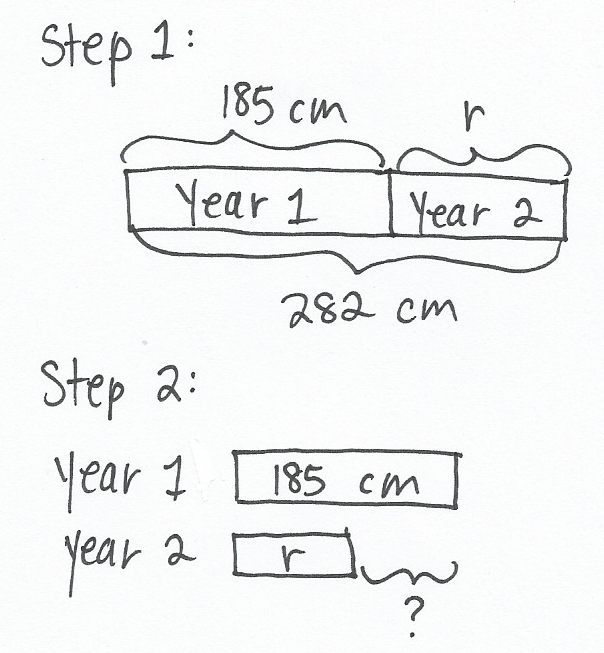 Step 1:
185 cm r
Year 1 Year 2
282 cm
Step 2:
Year 1 185 cm
Year 2 r
?